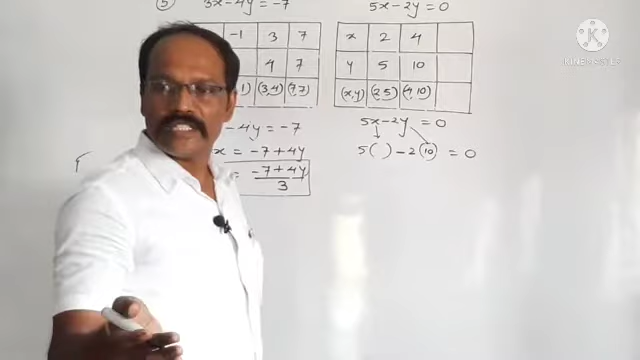 ⑤ 3x-4y=-7
-1 3 7
4 7
1) (3,4) (7,7)
-4y=-7
x = -7+4y
= -7+4y
3
5x-2y=0
x 2 4
y 5 10
(x,y) (2,5) (4,10)
5x-2y = 0
5( ) -2(10) = 0
KINEMASTER